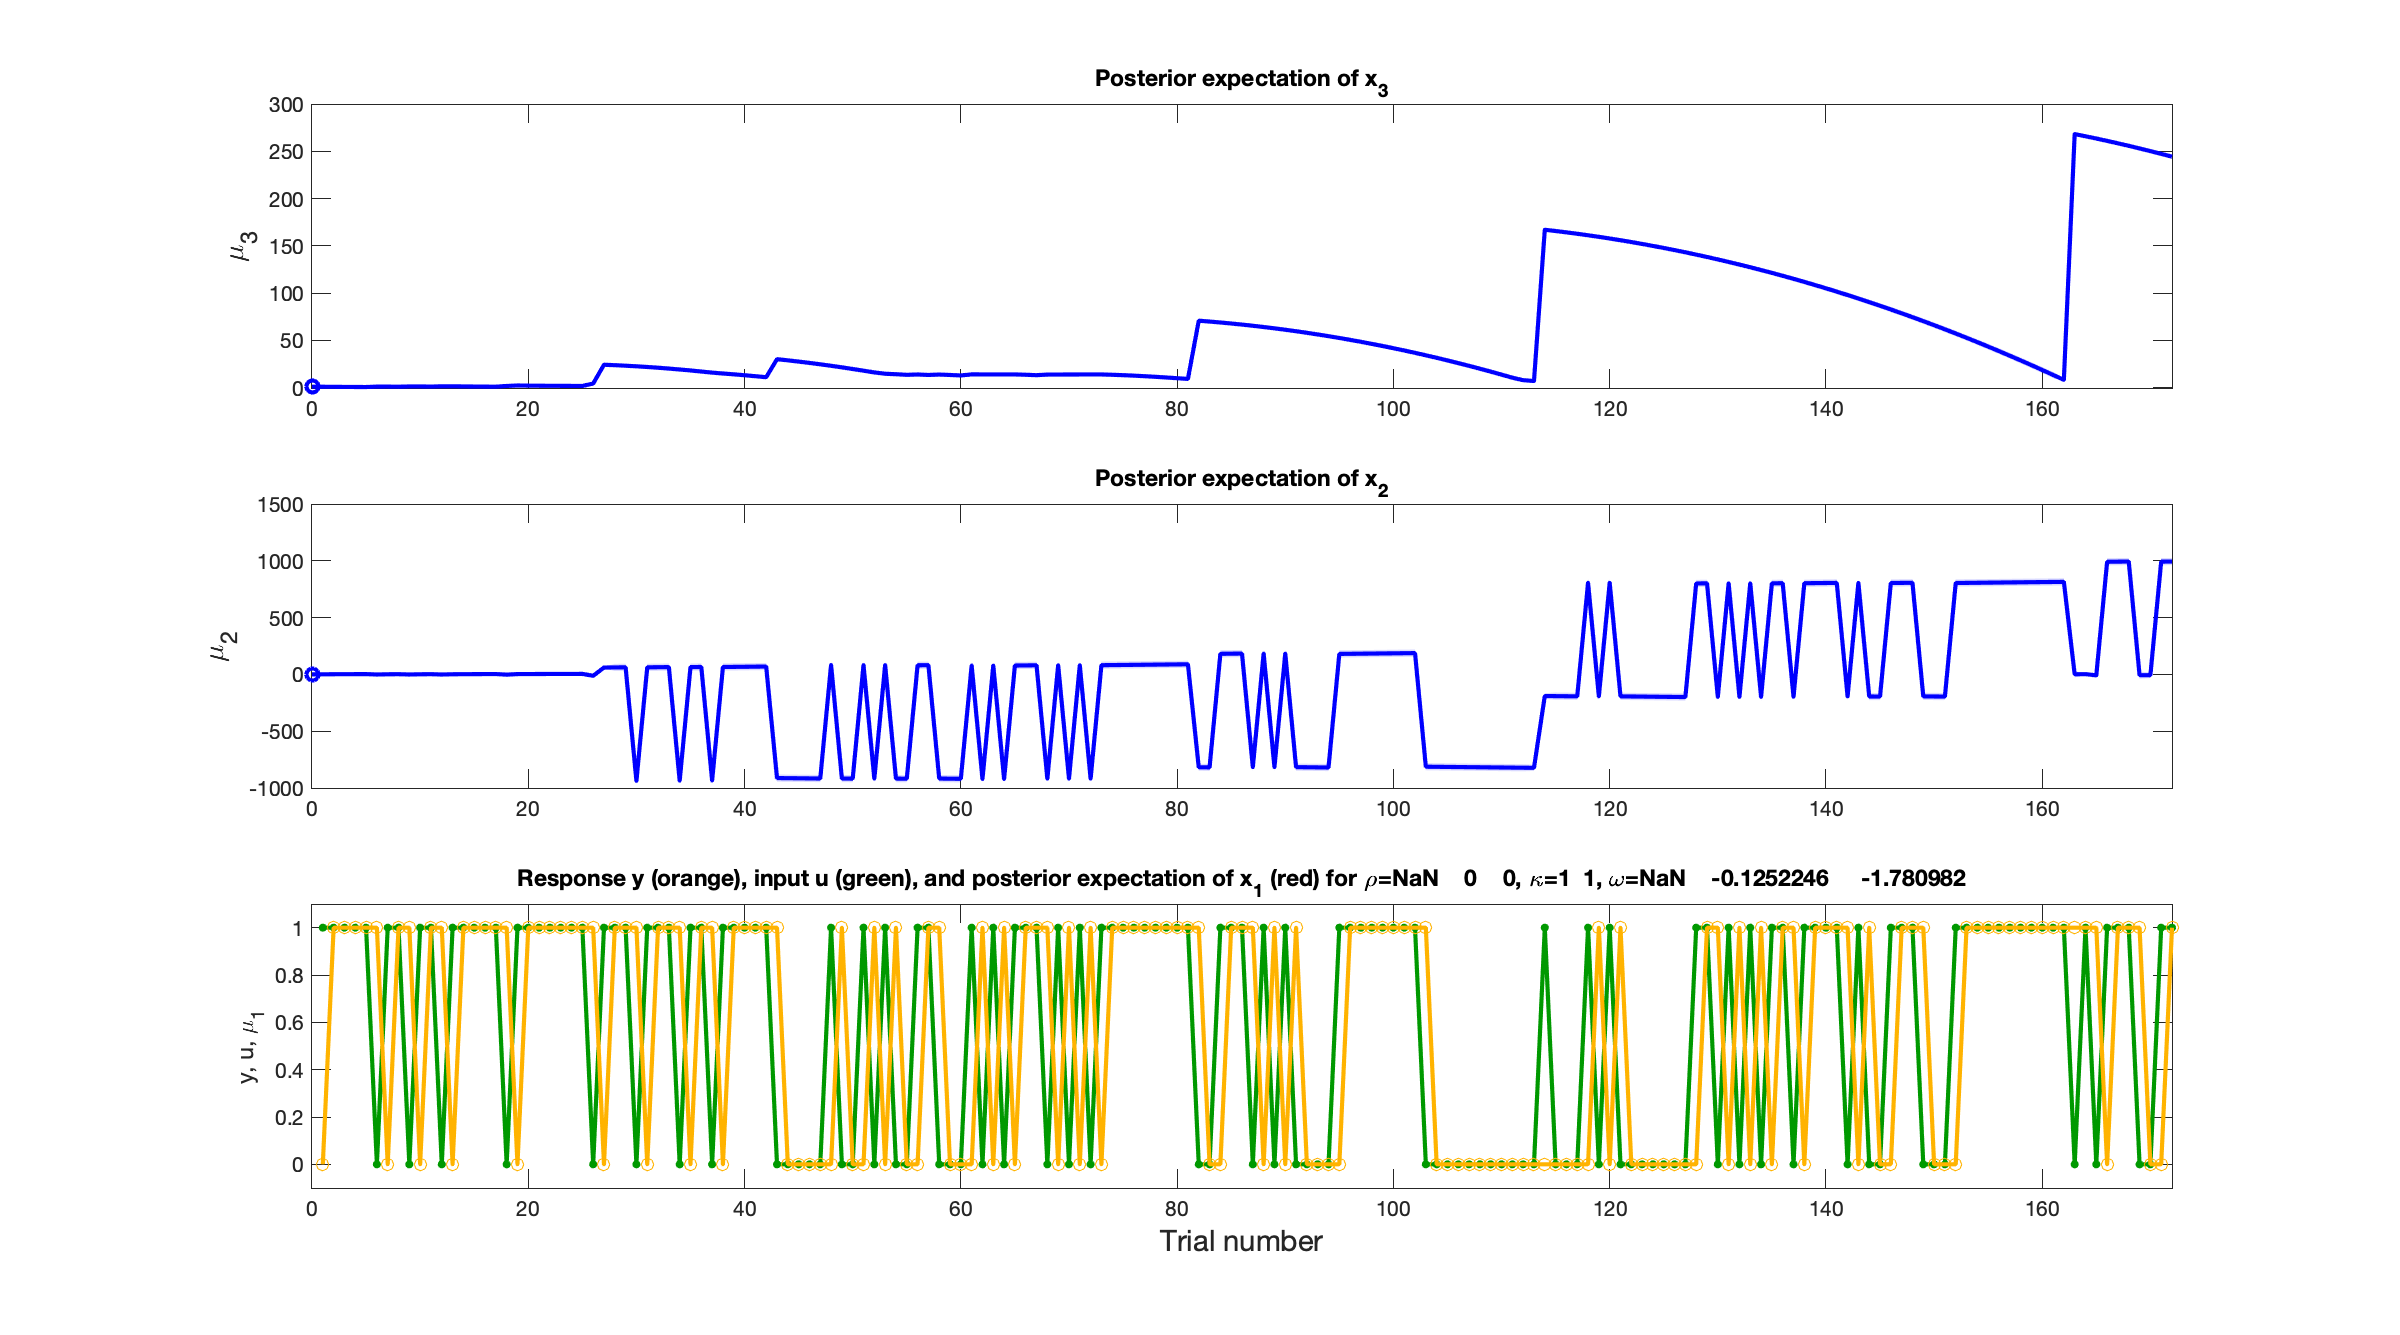 Posterior expectation of x3
300
250
200
150
100
50
0
μ3
0 20 40 60 80 100 120 140 160
Posterior expectation of x2
1500
1000
500
0
-500
-1000
μ2
0 20 40 60 80 100 120 140 160
Response y (orange), input u (green), and posterior expectation of x1 (red) for ρ=NaN 0 0, κ=1 1, ω=NaN -0.1252246 -1.780982
1
0.8
0.6
0.4
0.2
0
y, u, μ1
0 20 40 60 80 100 120 140 160
Trial number